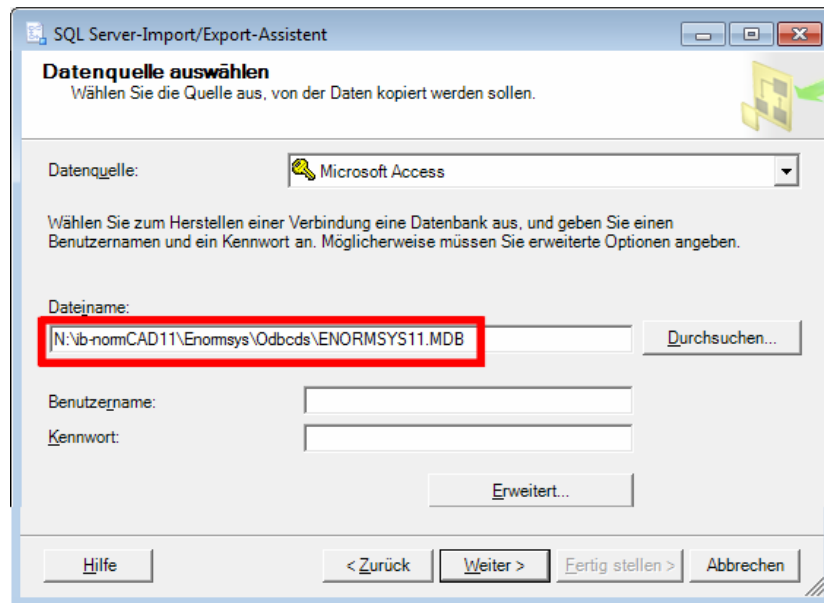 SQL Server-Import/Export-Assistent
Datenquelle auswählen
Wählen Sie die Quelle aus, von der Daten kopiert werden sollen.
Datenquelle:
Microsoft Access
Wählen Sie zum Herstellen einer Verbindung eine Datenbank aus, und geben Sie einen
Benutzernamen und ein Kennwort an. Möglicherweise müssen Sie erweiterte Optionen angeben.
Dateiname:
N:\ib-normCAD11\Enormsys\Odbcds\ENORMSYS11.MDB
Durchsuchen...
Benutzername:
Kennwort:
Erweitert...
Hilfe
< Zurück
Weiter >
Fertig stellen >
Abbrechen